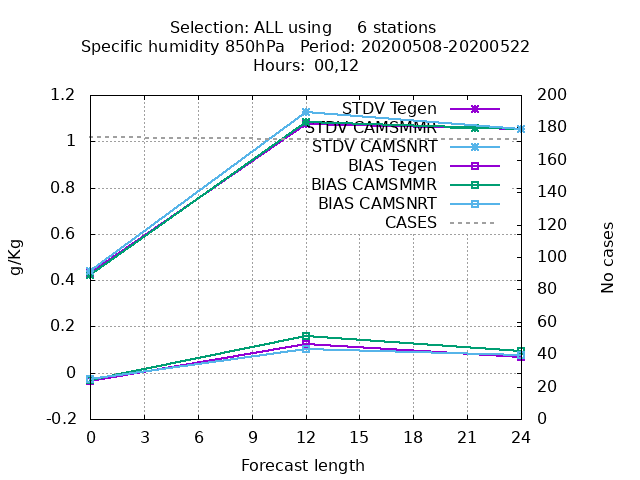 Selection: ALL using     6 stations
Specific humidity 850hPa   Period: 20200508-20200522
Hours:  00,12
1.2
1
0.8
0.6
0.4
0.2
0
-0.2
g/Kg
STDV Tegen
STDV CAMSMMR
STDV CAMSNRT
BIAS Tegen
BIAS CAMSMMR
BIAS CAMSNRT
CASES
200
180
160
140
120
100
80
60
40
20
0
No cases
0 3 6 9 12 15 18 21 24
Forecast length